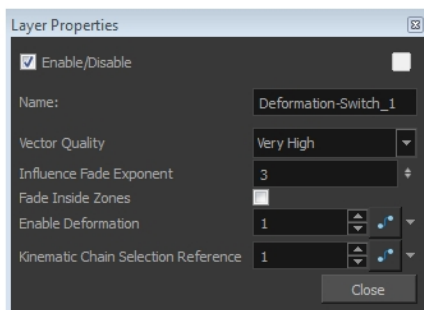 Layer Properties
Enable/Disable
Name: Deformation-Switch_1
Vector Quality Very High
Influence Fade Exponent 3
Fade Inside Zones
Enable Deformation 1
Kinematic Chain Selection Reference 1
Close